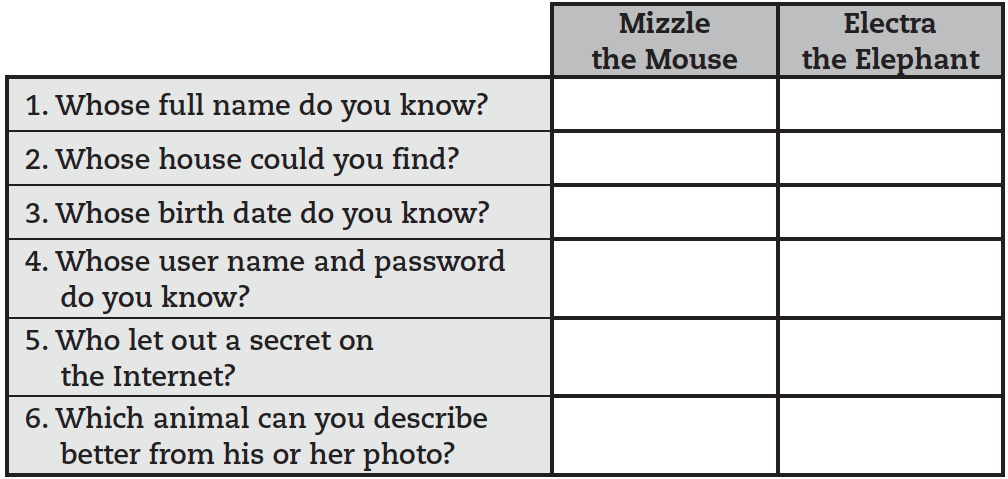 Mizzle
the Mouse
Electra
the Elephant
1. Whose full name do you know?
2. Whose house could you find?
3. Whose birth date do you know?
4. Whose user name and password
do you know?
5. Who let out a secret on
the Internet?
6. Which animal can you describe
better from his or her photo?